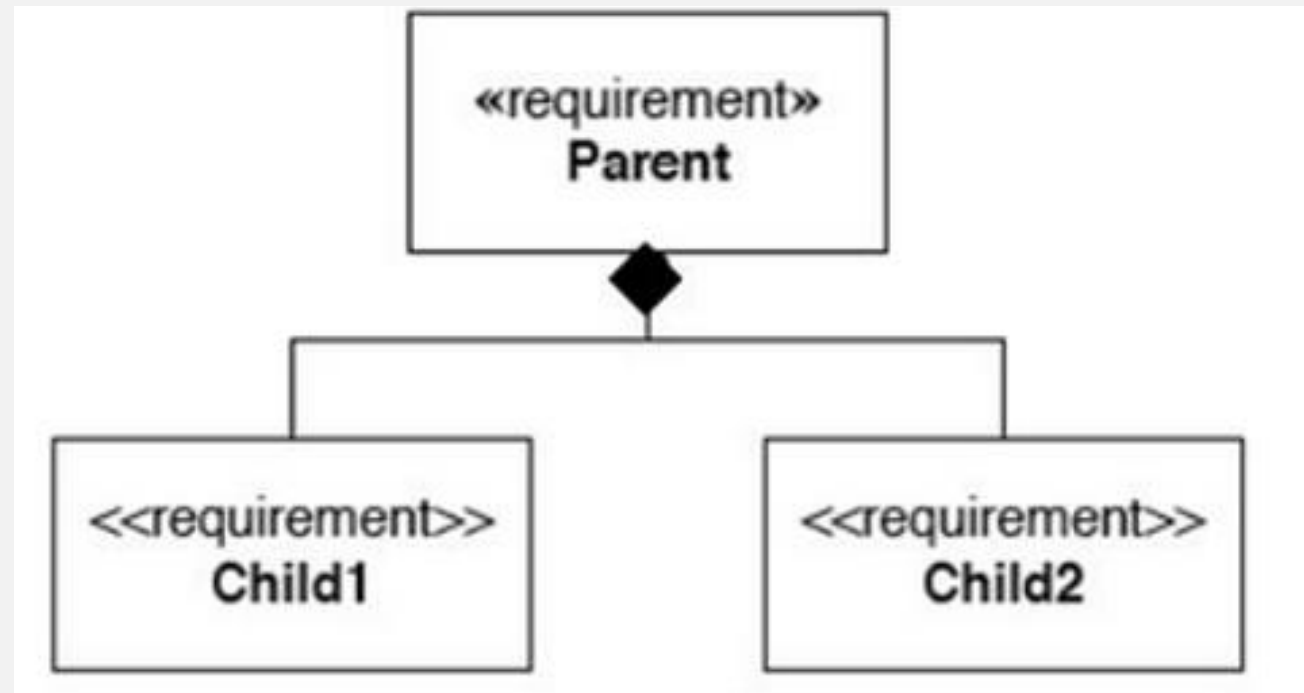 «requirement»
Parent
<<requirement>>
Child1
<<requirement>>
Child2